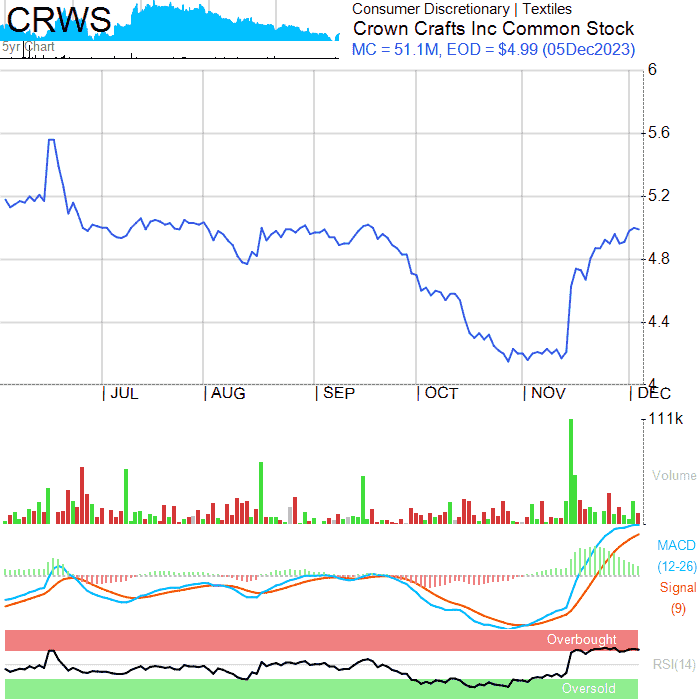 CRWS
5yr Chart
Consumer Discretionary | Textiles
Crown Crafts Inc Common Stock
MC = 51.1M, EOD = $4.99 (05Dec2023)
6
5.6
5.2
4.8
4.4
4
| JUL | AUG | SEP | OCT | NOV | DEC
111k
Volume
MACD
(12-26)
Signal
(9)
Overbought
RSI(14)
Oversold